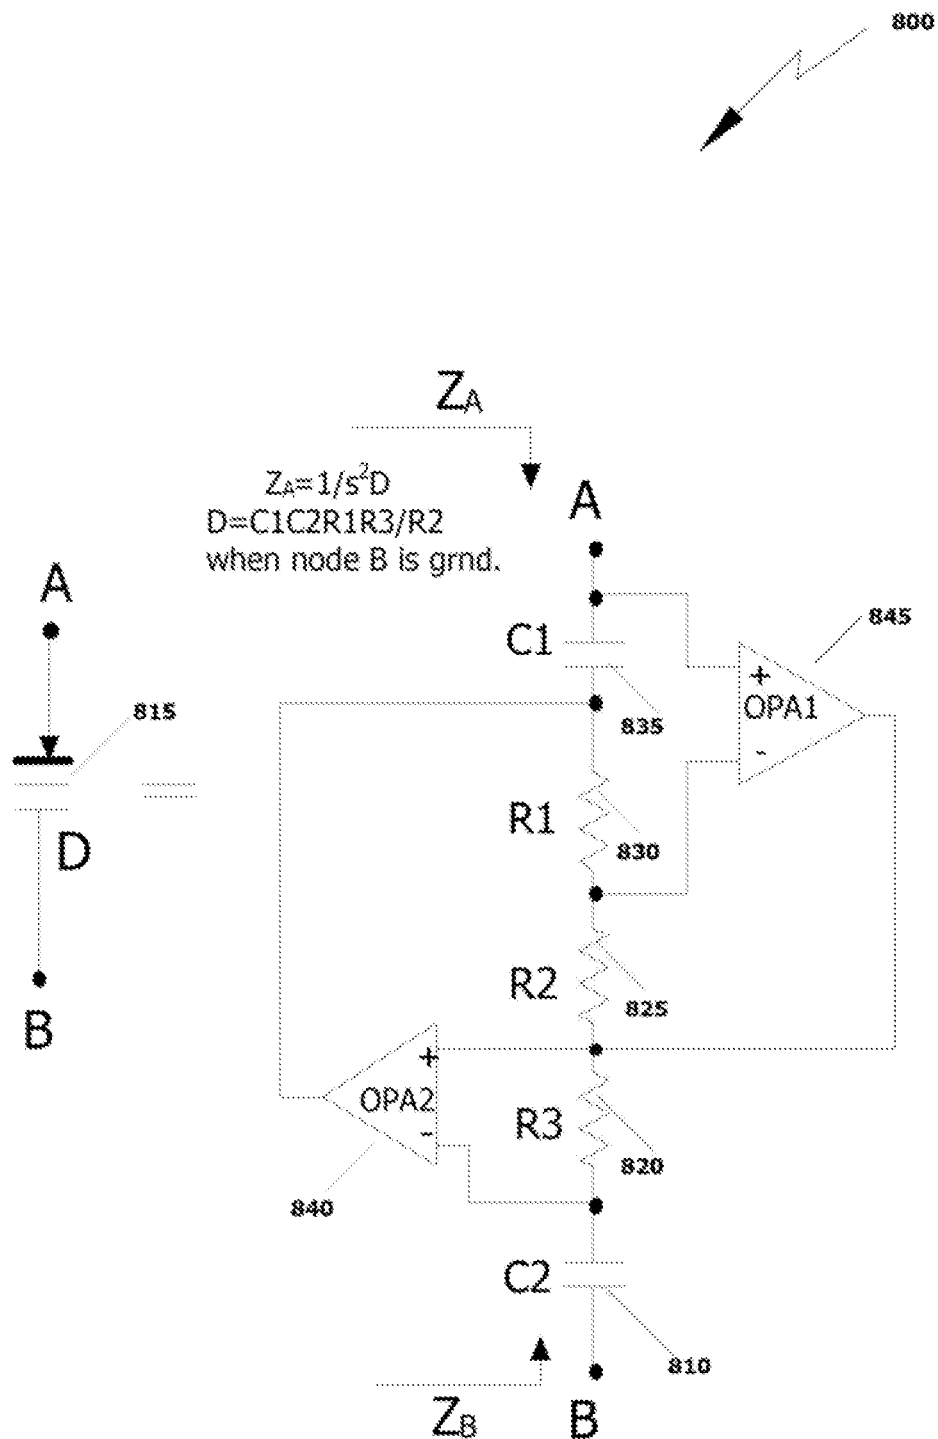 800
ZA
ZA=1/s²D
D=C1C2R1R3/R2
when node B is grnd.
A
A
C1
845
+
OPA1
-
815
835
R1
830
D
R2
825
B
+
OPA2
-
R3
820
840
C2
810
ZB
B